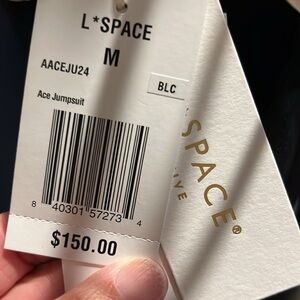 L*SPACE
M
AACEJU24
BLC
Ace Jumpsuit
8 40301 57273 4
$150.00
L*SPACE®
IVE